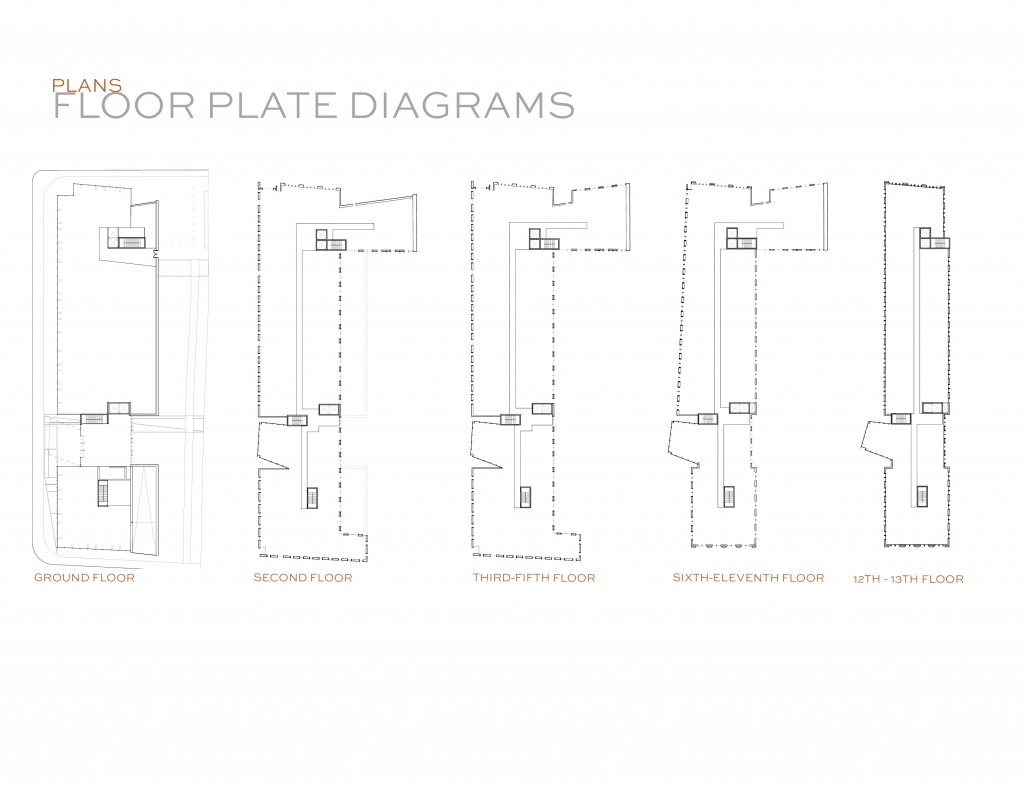 PLANS
FLOOR PLATE DIAGRAMS
GROUND FLOOR
SECOND FLOOR
THIRD-FIFTH FLOOR
SIXTH-ELEVENTH FLOOR
12TH - 13TH FLOOR